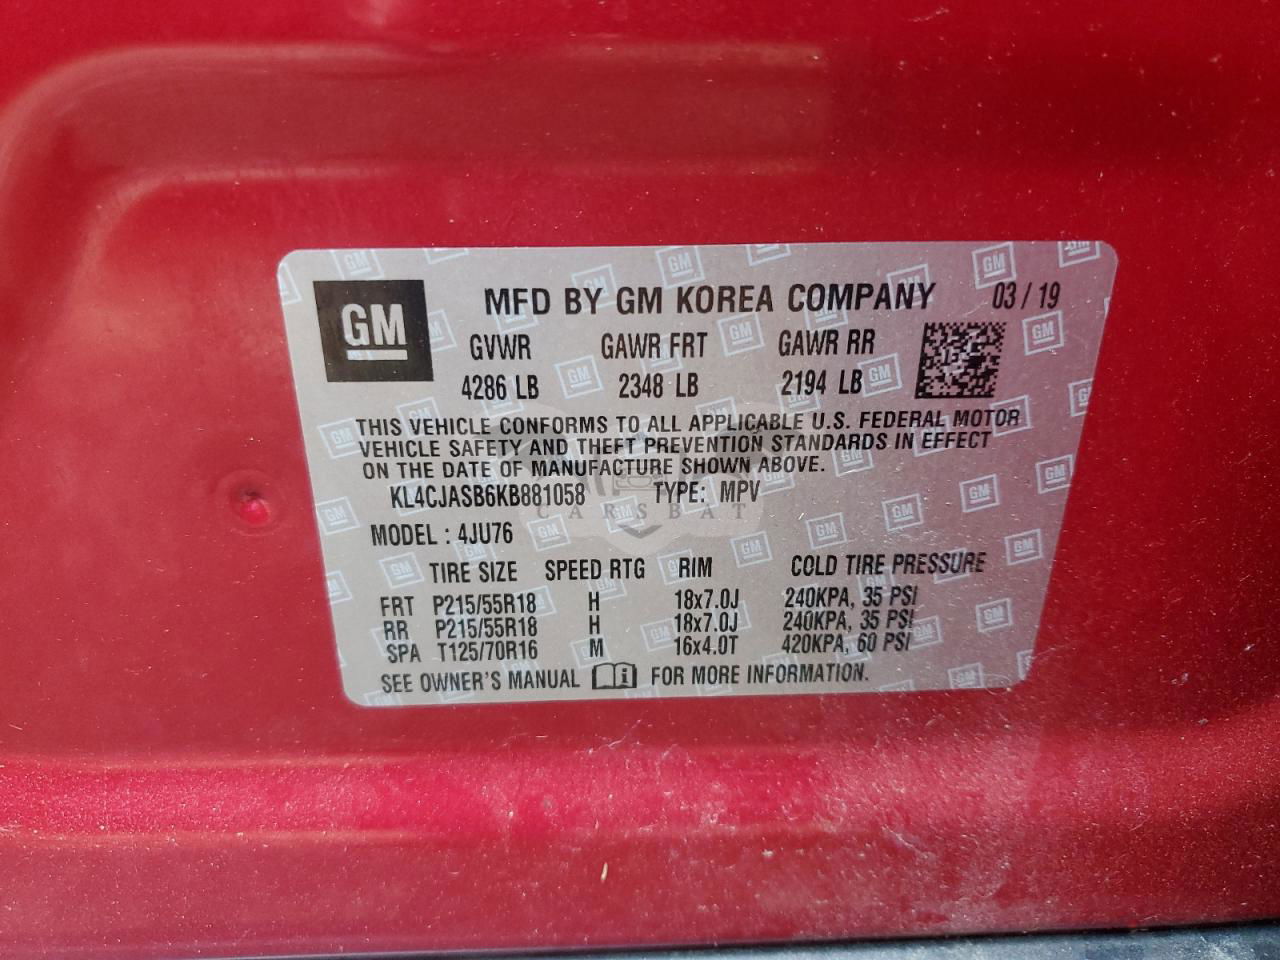 GM MFD BY GM KOREA COMPANY 03 / 19
GVWR GAWR FRT GAWR RR
4286 LB 2348 LB 2194 LB
THIS VEHICLE CONFORMS TO ALL APPLICABLE U.S. FEDERAL MOTOR
VEHICLE SAFETY AND THEFT PREVENTION STANDARDS IN EFFECT
ON THE DATE OF MANUFACTURE SHOWN ABOVE.
KL4CJASB6KB881058 TYPE: MPV
CARSBAT
MODEL : 4JU76
TIRE SIZE SPEED RTG RIM COLD TIRE PRESSURE
FRT P215/55R18 H 18x7.0J 240KPA, 35 PSI
RR P215/55R18 H 18x7.0J 240KPA, 35 PSI
SPA T125/70R16 M 16x4.0T 420KPA, 60 PSI
SEE OWNER'S MANUAL i FOR MORE INFORMATION.